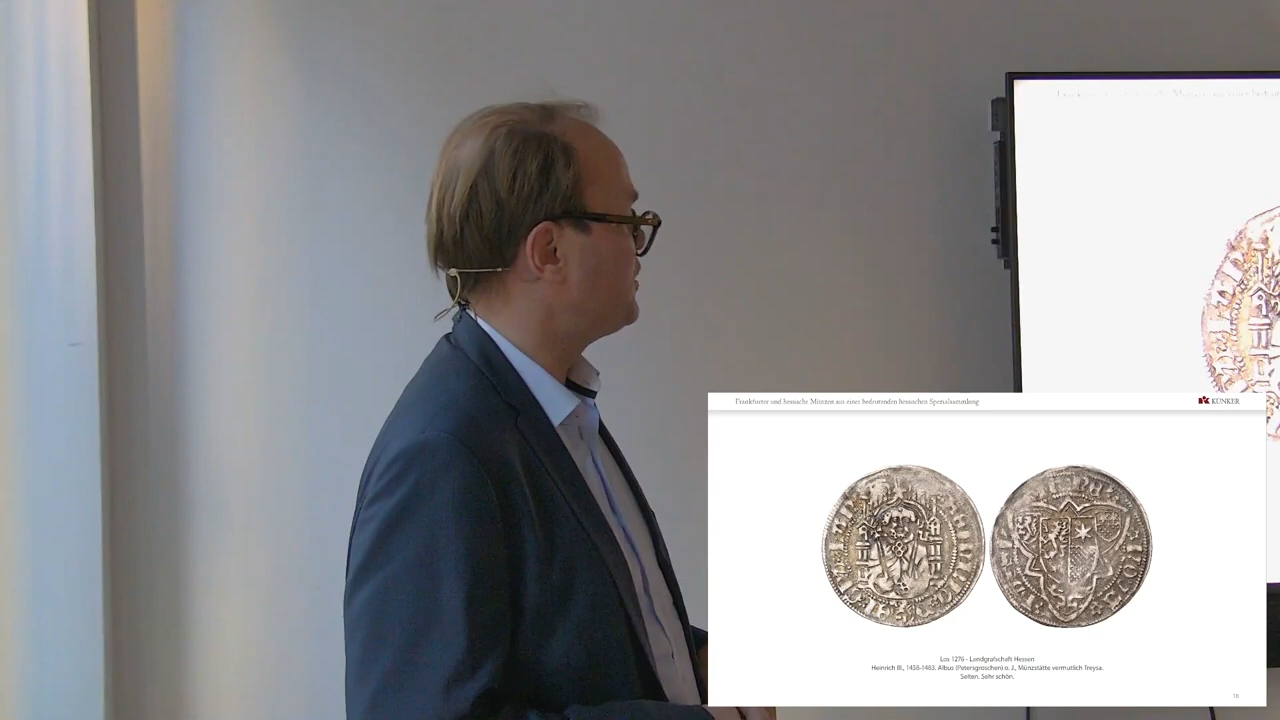 Frankfurter und hessische Münzen aus einer bedeutenden hessischen Spezialsammlung
KÜNKER
Los 1276 - Landgrafschaft Hessen
Heinrich III., 1458-1483. Albus (Petersgroschen) o. J., Münzstätte vermutlich Treysa.
Selten. Sehr schön.
18